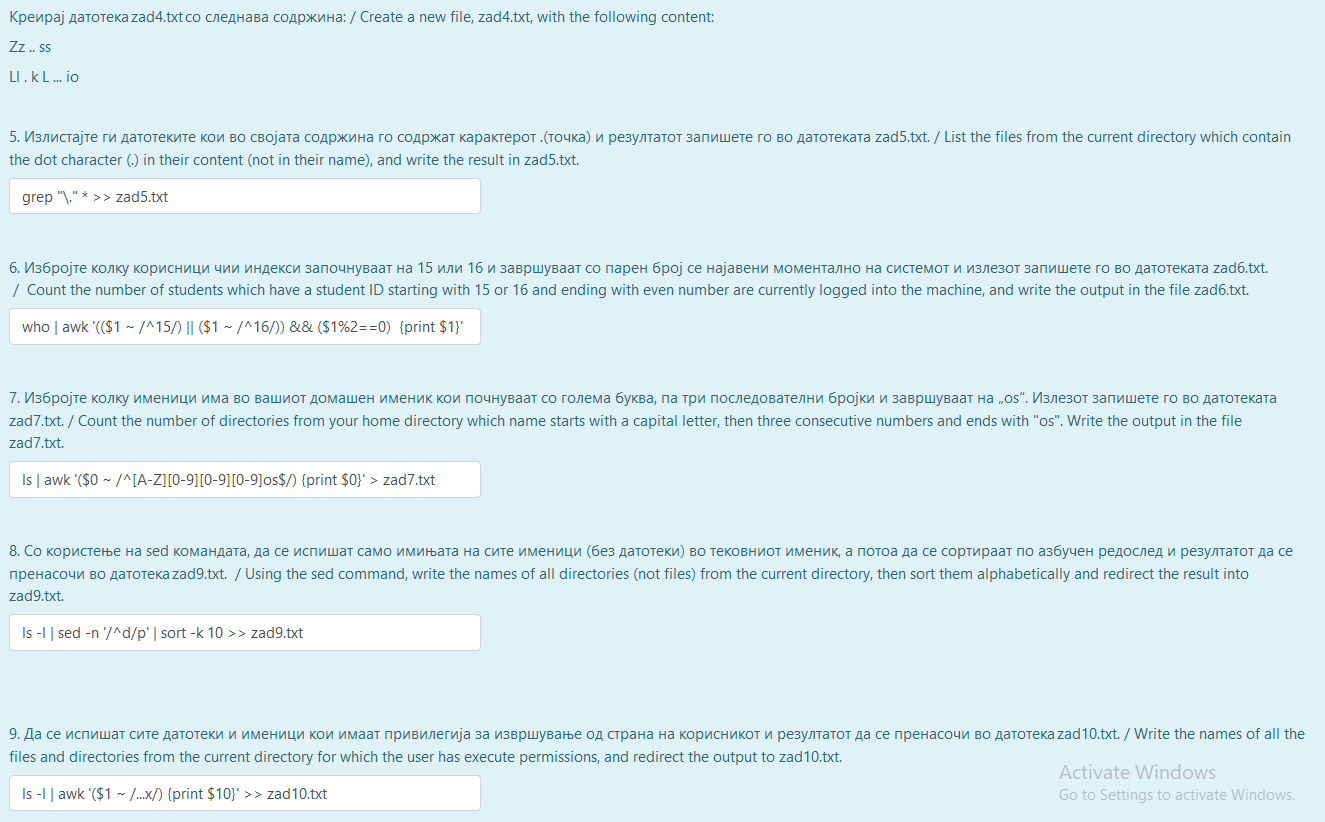 Креирај датотека zad4.txt со следнава содржина: / Create a new file, zad4.txt, with the following content:
Zz .. ss
Ll . k L ... io
5. Излистајте ги датотеките кои во својата содржина го содржат карактерот .(точка) и резултатот запишете го во датотеката zad5.txt. / List the files from the current directory which contain
the dot character (.) in their content (not in their name), and write the result in zad5.txt.
grep "\." * >> zad5.txt
6. Избројте колку корисници чии индекси започнуваат на 15 или 16 и завршуваат со парен број се најавени моментално на системот и излезот запишете го во датотеката zad6.txt.
/ Count the number of students which have a student ID starting with 15 or 16 and ending with even number are currently logged into the machine, and write the output in the file zad6.txt.
who | awk '(($1 ~ /^15/) || ($1 ~ /^16/)) && ($1%2==0)  {print $1}'
7. Избројте колку именици има во вашиот домашен именик кои почнуваат со голема буква, па три последователни бројки и завршуваат на „os“. Излезот запишете го во датотеката
zad7.txt. / Count the number of directories from your home directory which name starts with a capital letter, then three consecutive numbers and ends with "os". Write the output in the file
zad7.txt.
ls | awk '($0 ~ /^[A-Z][0-9][0-9][0-9]os$/) {print $0}' > zad7.txt
8. Со користење на sed командата, да се испишат само имињата на сите именици (без датотеки) во тековниот именик, а потоа да се сортираат по азбучен редослед и резултатот да се
пренасочи во датотека zad9.txt. / Using the sed command, write the names of all directories (not files) from the current directory, then sort them alphabetically and redirect the result into
zad9.txt.
ls -l | sed -n '/^d/p' | sort -k 10 >> zad9.txt
9. Да се испишат сите датотеки и именици кои имаат привилегија за извршување од страна на корисникот и резултатот да се пренасочи во датотека zad10.txt. / Write the names of all the
files and directories from the current directory for which the user has execute permissions, and redirect the output to zad10.txt.
ls -l | awk '($1 ~ /...x/) {print $10}' >> zad10.txt
Activate Windows
Go to Settings to activate Windows.